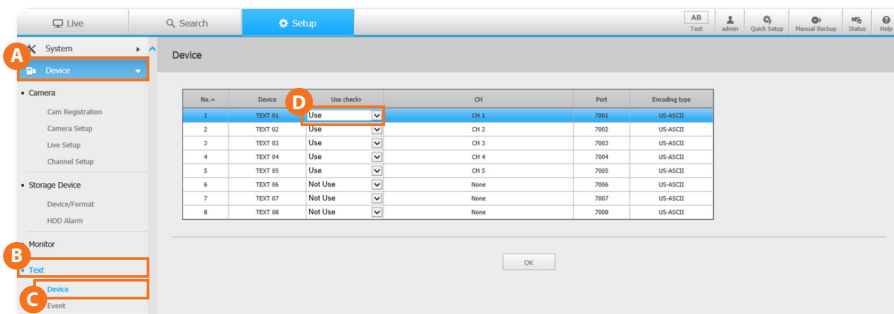 Live
Search
Setup
AB
Text
admin
Quick Setup
Manual Backup
Status
Help
A
System
Device
Camera
Cam Registration
Camera Setup
Live Setup
Channel Setup
Storage Device
Device/Format
HDD Alarm
Monitor
B
Text
C
Device
Event
Device
D
No. Device Use check CH Port Encoding type
1 TEXT 01 Use CH 1 7001 US-ASCII
2 TEXT 02 Use CH 2 7002 US-ASCII
3 TEXT 03 Use CH 3 7003 US-ASCII
4 TEXT 04 Use CH 4 7004 US-ASCII
5 TEXT 05 Use CH 5 7005 US-ASCII
6 TEXT 06 Not Use None 7006 US-ASCII
7 TEXT 07 Not Use None 7007 US-ASCII
8 TEXT 08 Not Use None 7008 US-ASCII
OK